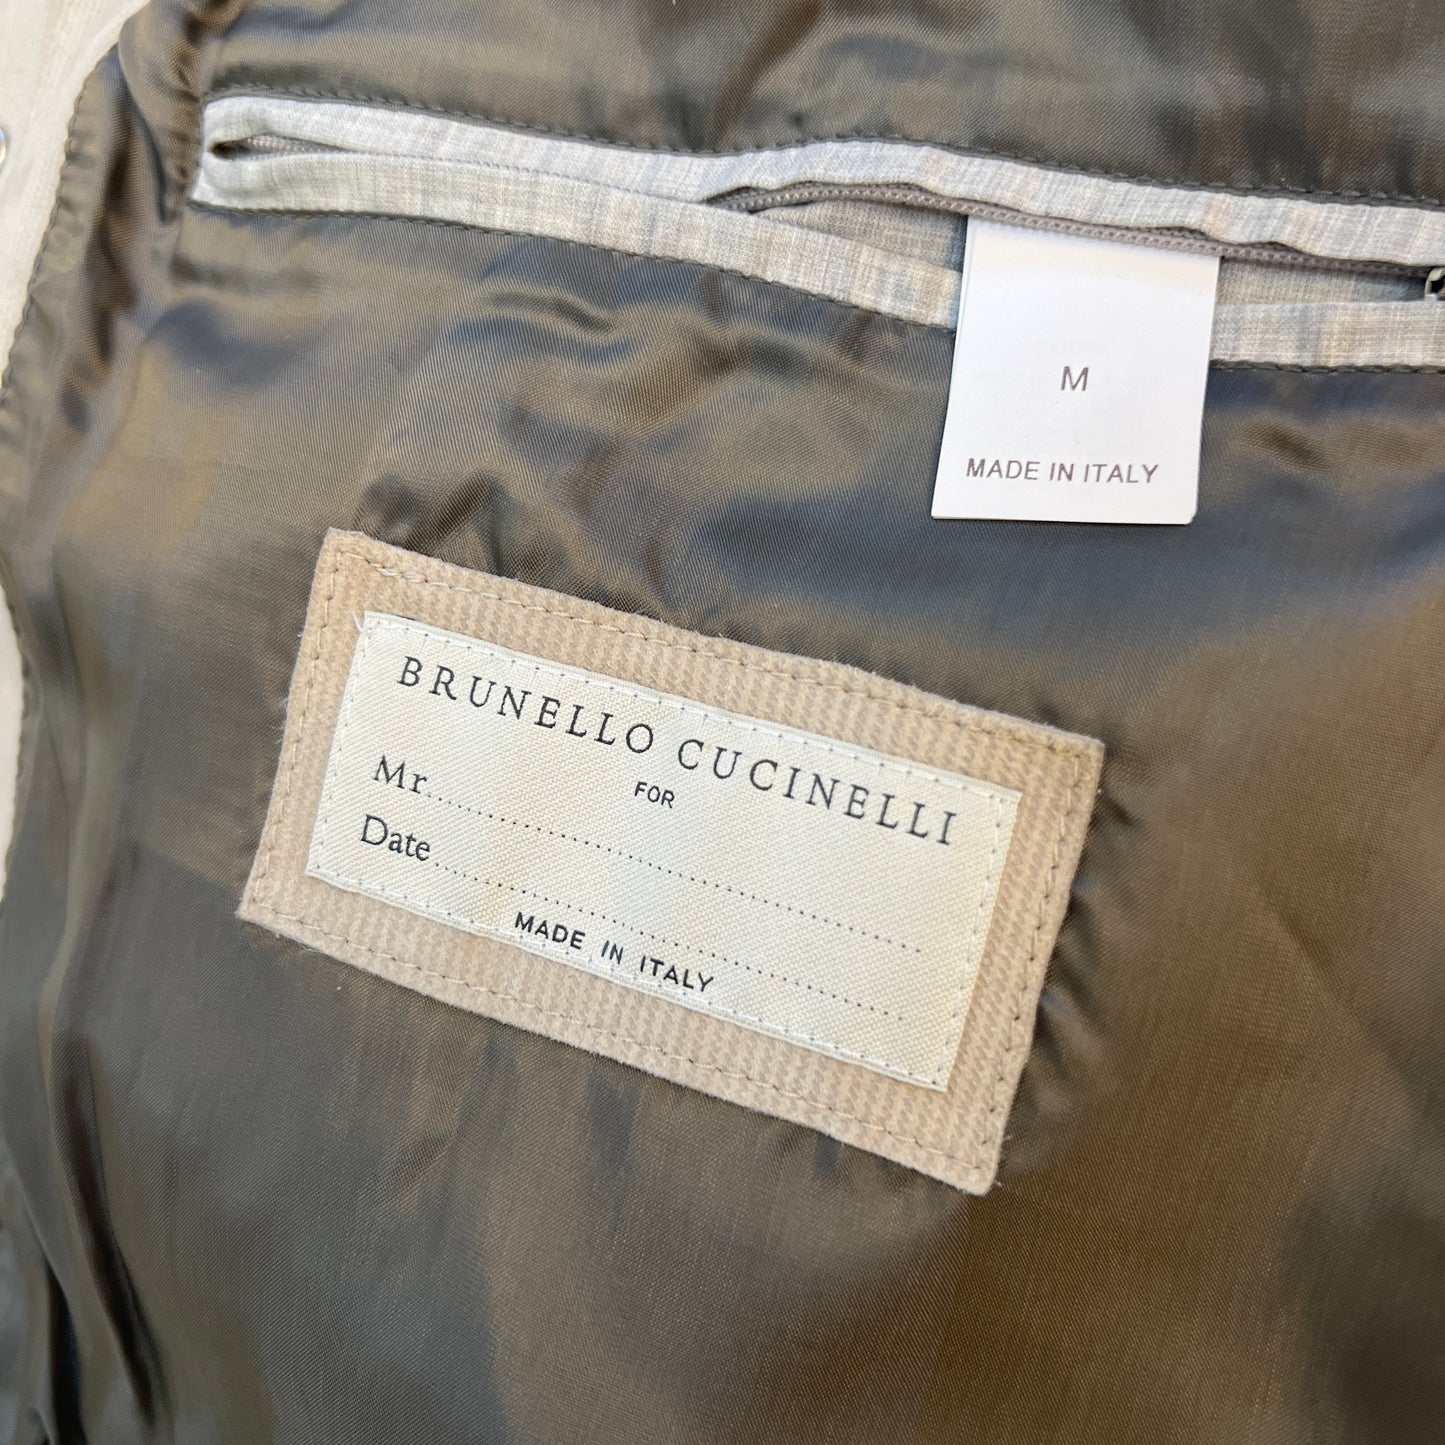 M
MADE IN ITALY
BRUNELLO CUCINELLI
FOR
Mr........................................
Date........................................
MADE IN ITALY